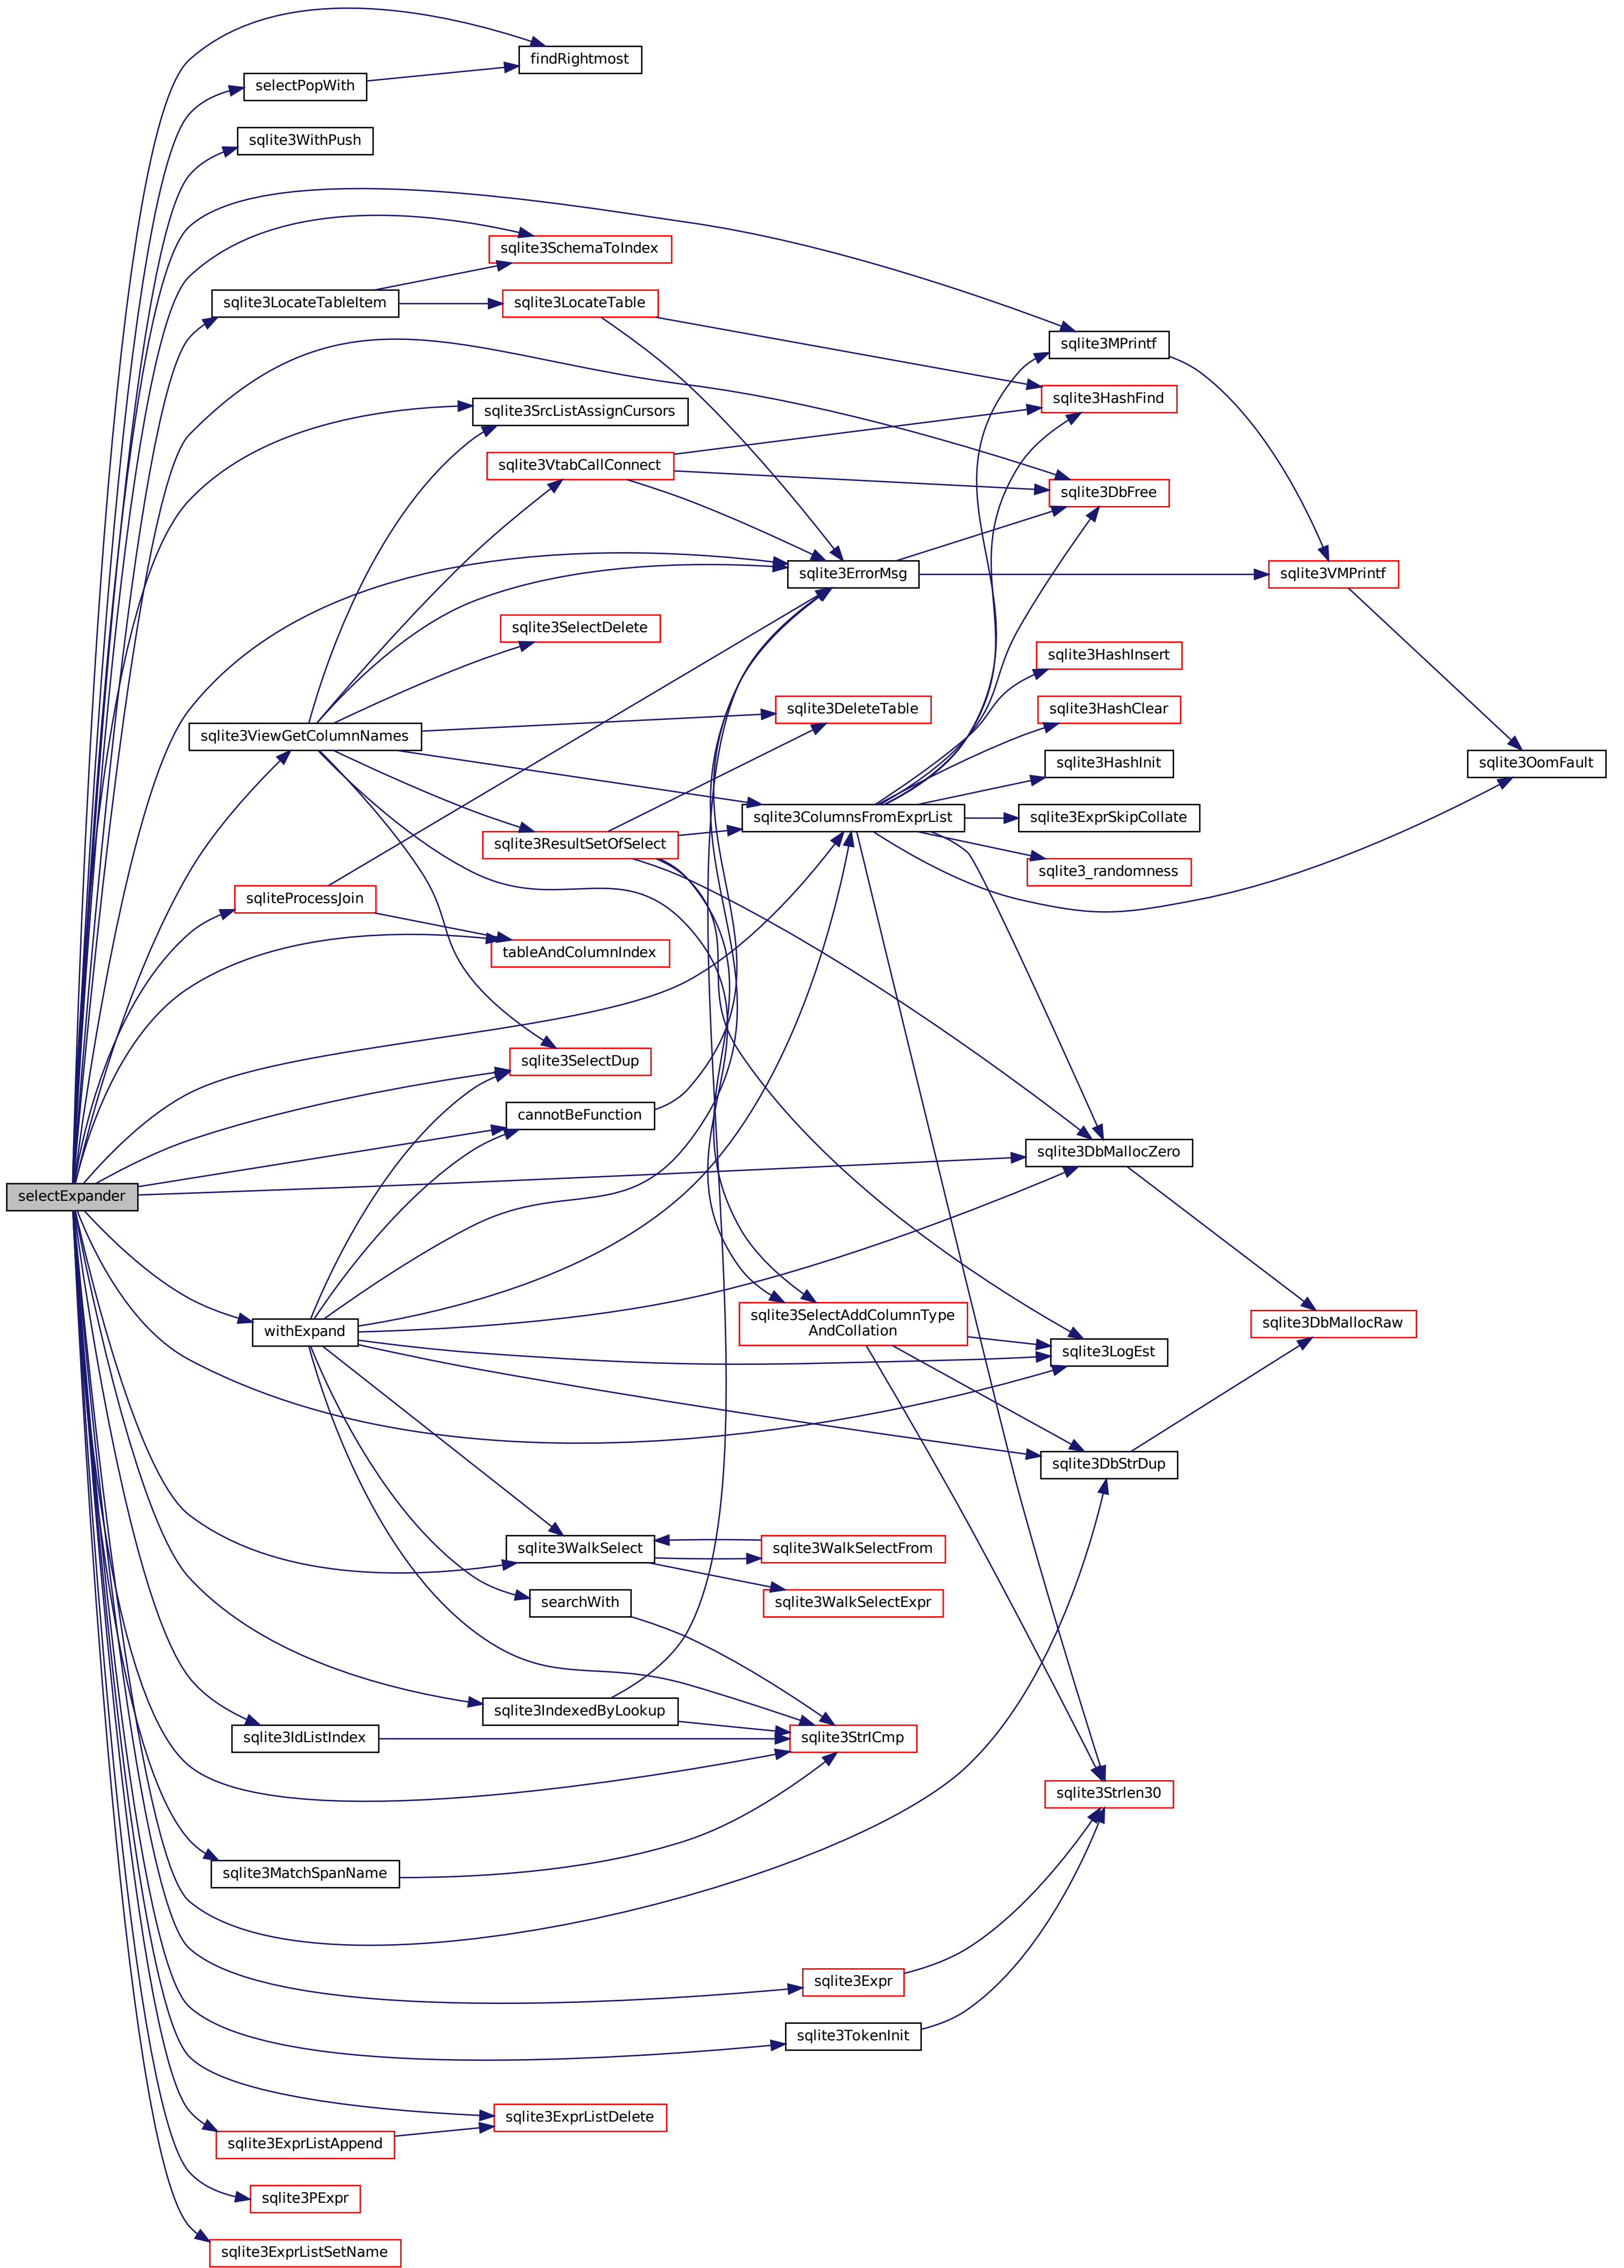 findRightmost
selectPopWith
sqlite3WithPush
sqlite3SchemaToIndex
sqlite3LocateTableItem
sqlite3LocateTable
sqlite3MPrintf
sqlite3HashFind
sqlite3SrcListAssignCursors
sqlite3VtabCallConnect
sqlite3DbFree
sqlite3ErrorMsg
sqlite3VMPrintf
sqlite3SelectDelete
sqlite3HashInsert
sqlite3DeleteTable
sqlite3HashClear
sqlite3ViewGetColumnNames
sqlite3HashInit
sqlite3OomFault
sqlite3ColumnsFromExprList
sqlite3ExprSkipCollate
sqlite3ResultSetOfSelect
sqlite3_randomness
sqliteProcessJoin
tableAndColumnIndex
sqlite3SelectDup
cannotBeFunction
sqlite3DbMallocZero
selectExpander
sqlite3SelectAddColumnType
AndCollation
sqlite3DbMallocRaw
withExpand
sqlite3LogEst
sqlite3DbStrDup
sqlite3WalkSelect
sqlite3WalkSelectFrom
searchWith
sqlite3WalkSelectExpr
sqlite3IndexedByLookup
sqlite3IdListIndex
sqlite3StrICmp
sqlite3Strlen30
sqlite3MatchSpanName
sqlite3Expr
sqlite3TokenInit
sqlite3ExprListDelete
sqlite3ExprListAppend
sqlite3PExpr
sqlite3ExprListSetName